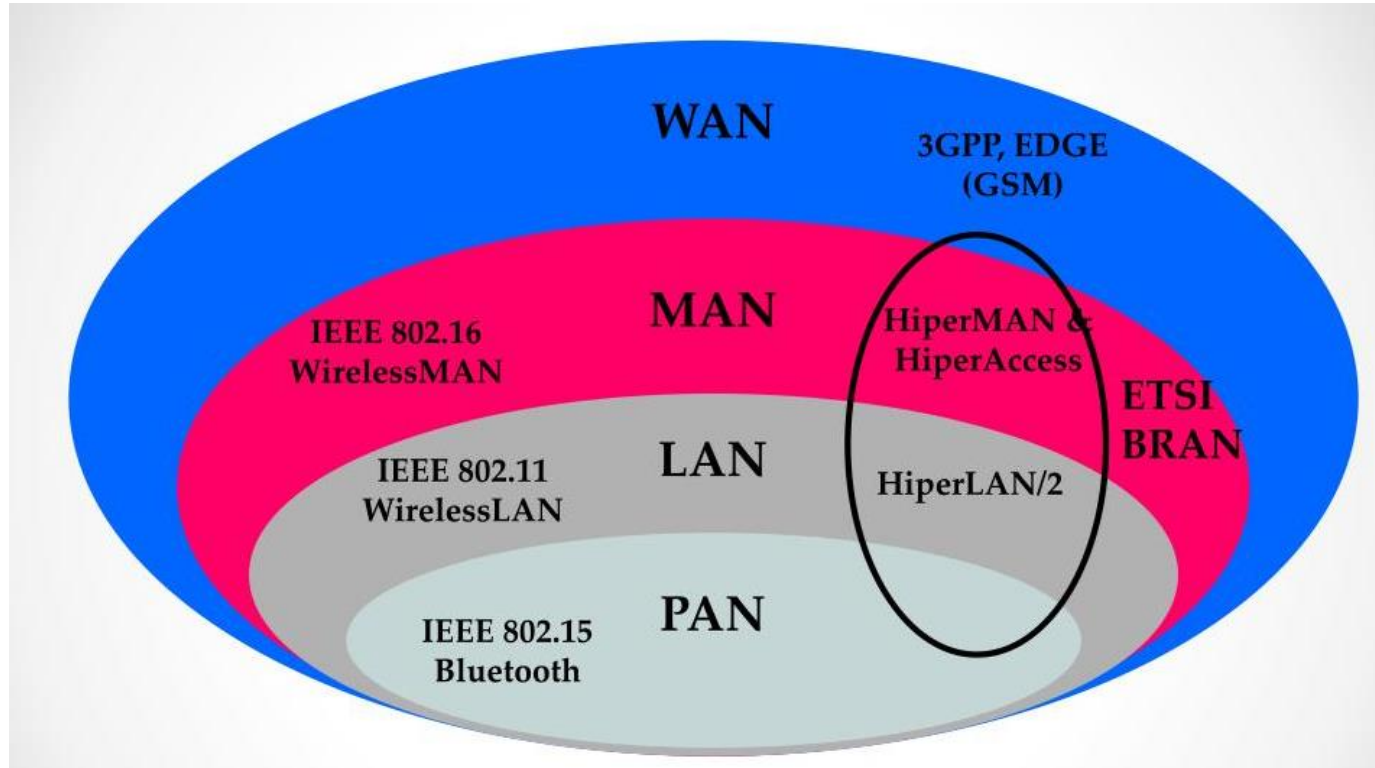 WAN
3GPP, EDGE
(GSM)
MAN
IEEE 802.16
WirelessMAN
HiperMAN &
HiperAccess
ETSI
BRAN
LAN
IEEE 802.11
WirelessLAN
HiperLAN/2
PAN
IEEE 802.15
Bluetooth